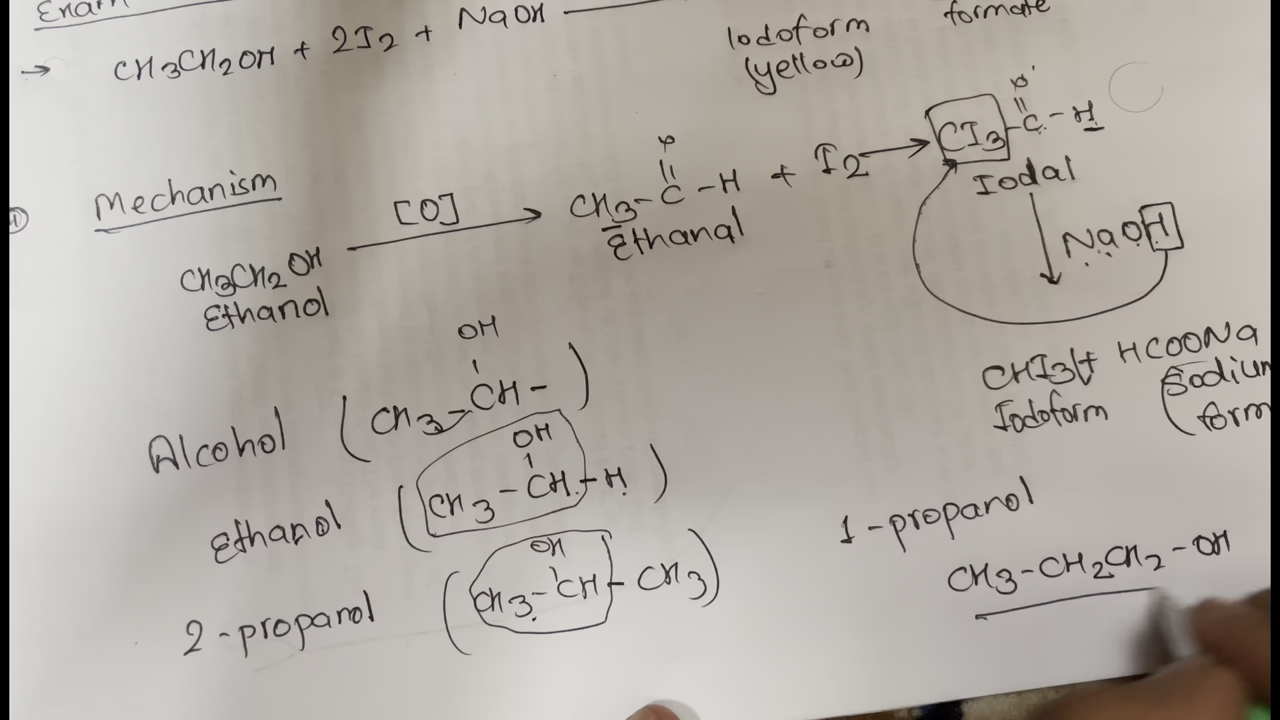 Exam
→ CH3CH2OH + 2I2 + NaOH
Iodoform
(yellow)
formate
Mechanism
CH3CH2OH
Ethanol
[O]
O
CH3-C-H + I2 → CI3-C-H
Ethanal
O
Iodal
NaOH
CHI3 + HCOONa
Iodoform
(Sodium
form
Alcohol (CH3-CH-)
OH
Ethanol (CH3-CH-H)
OH
2-propanol (CH3-CH-CH3)
OH
1-propanol
CH3-CH2CH2-OH